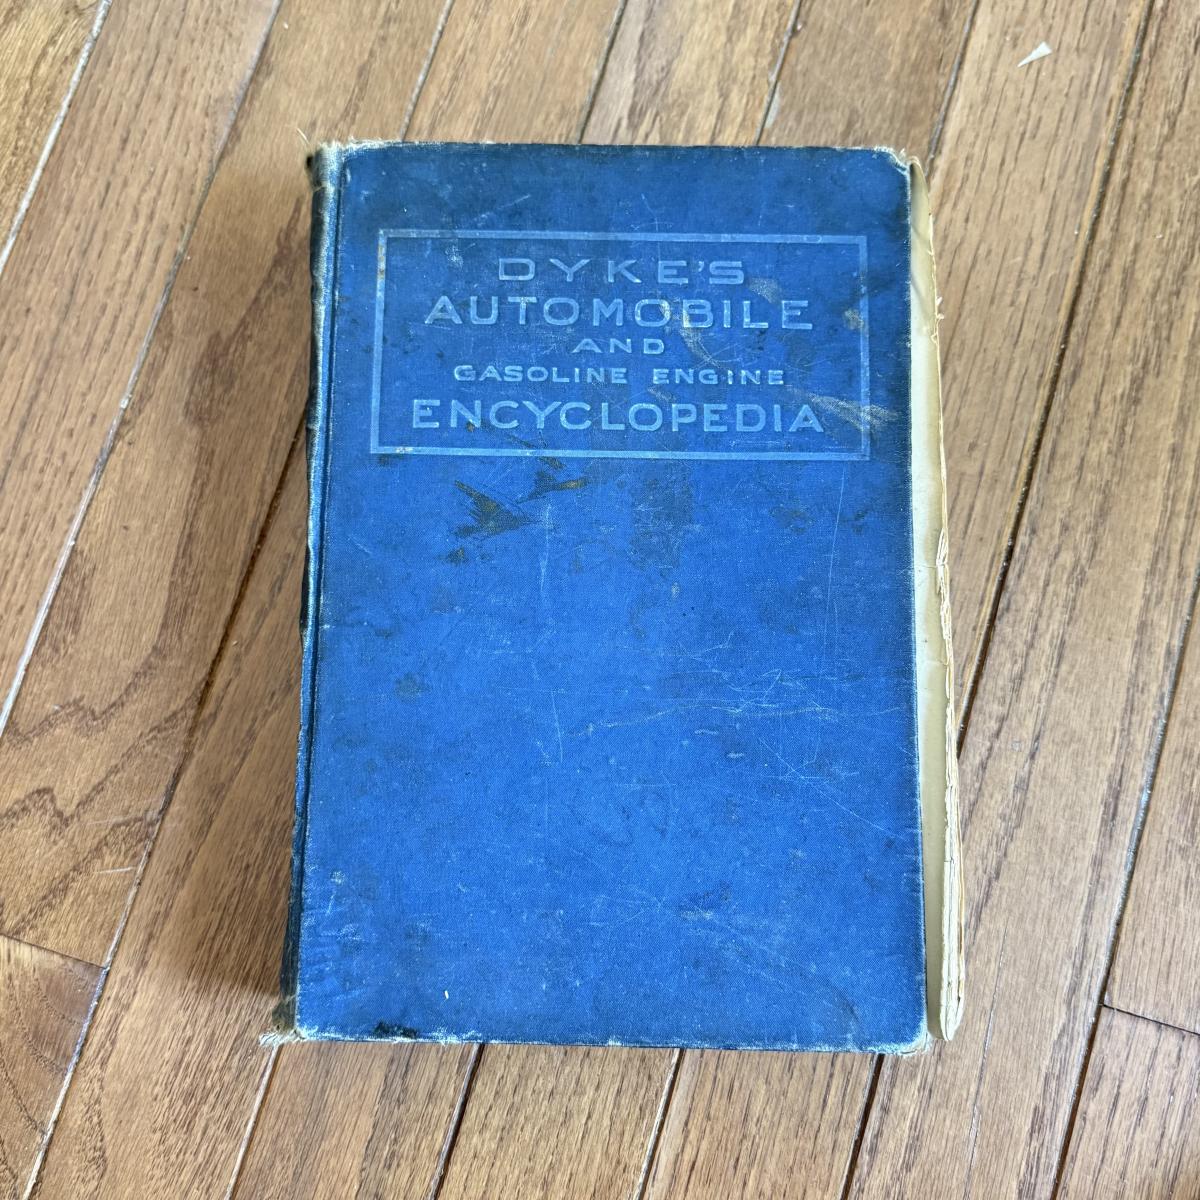 DYKE'S
AUTOMOBILE
AND
GASOLINE ENGINE
ENCYCLOPEDIA